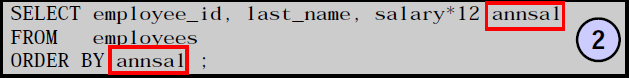 SELECT employee_id, last_name, salary*12 annsal
FROM employees
ORDER BY annsal ;
2